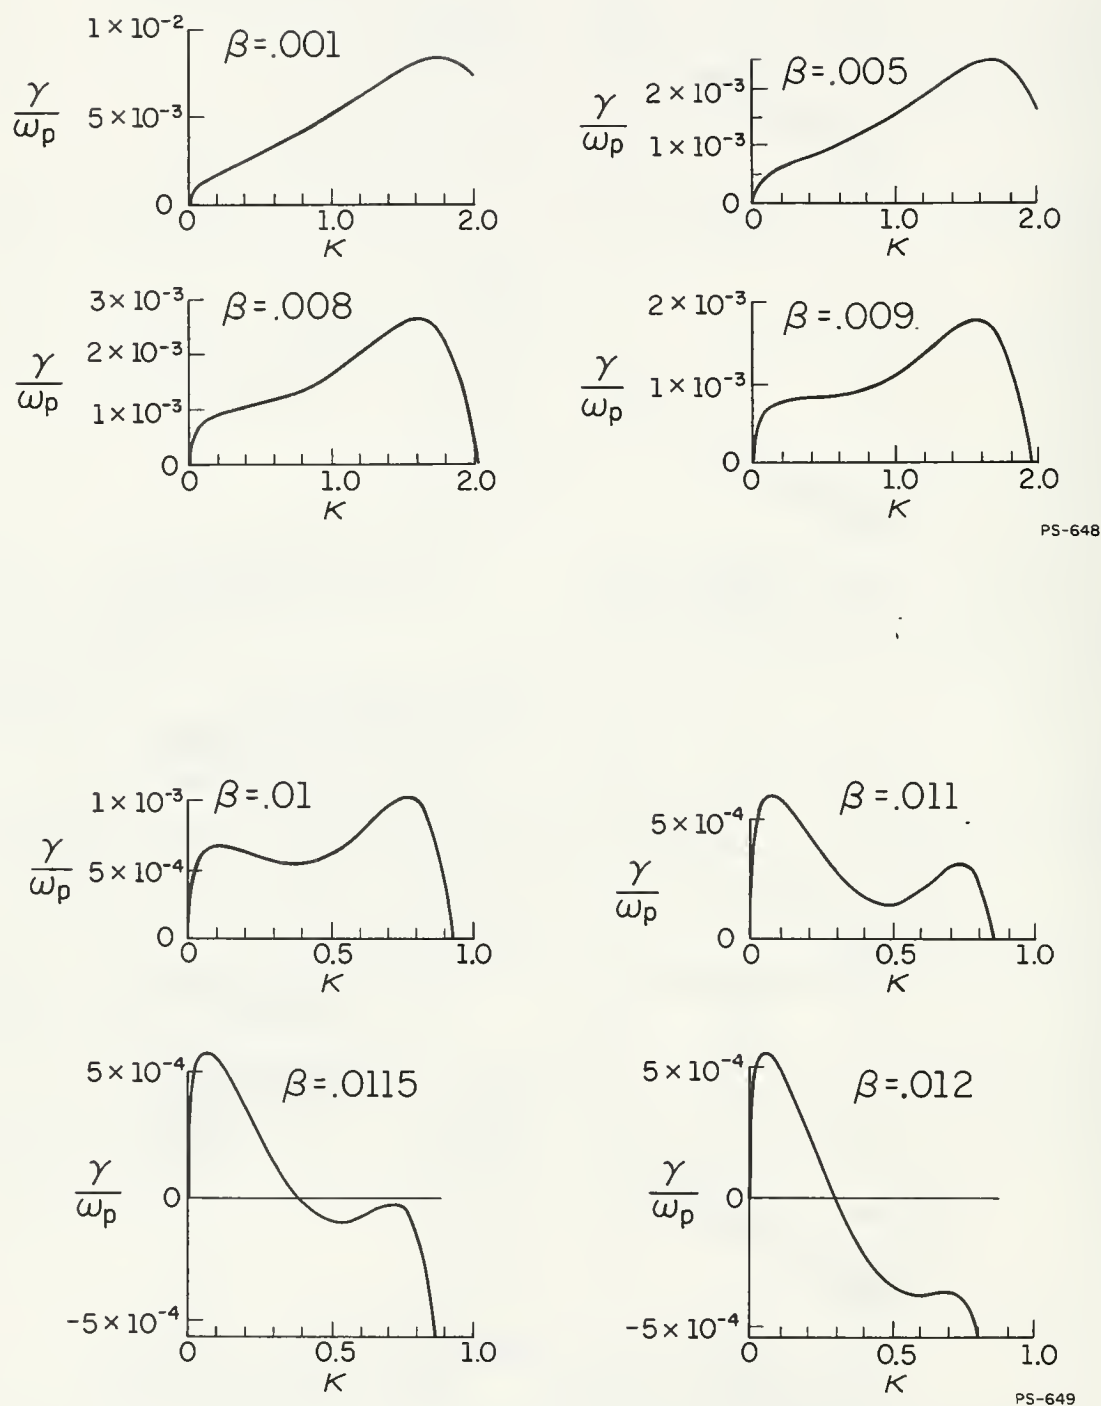 β=.001
1×10⁻²
5×10⁻³
0
γ/ωp
0 1.0 2.0
K
β=.005
2×10⁻³
1×10⁻³
0
γ/ωp
0 1.0 2.0
K
β=.008
3×10⁻³
2×10⁻³
1×10⁻³
0
γ/ωp
0 1.0 2.0
K
β=.009
2×10⁻³
1×10⁻³
0
γ/ωp
0 1.0 2.0
K
PS-648
β=.01
1×10⁻³
5×10⁻⁴
0
γ/ωp
0 0.5 1.0
K
β=.011
5×10⁻⁴
0
γ/ωp
0 0.5 1.0
K
β=.0115
5×10⁻⁴
0
-5×10⁻⁴
γ/ωp
0 0.5 1.0
K
β=.012
5×10⁻⁴
0
-5×10⁻⁴
γ/ωp
0 0.5 1.0
K
PS-649